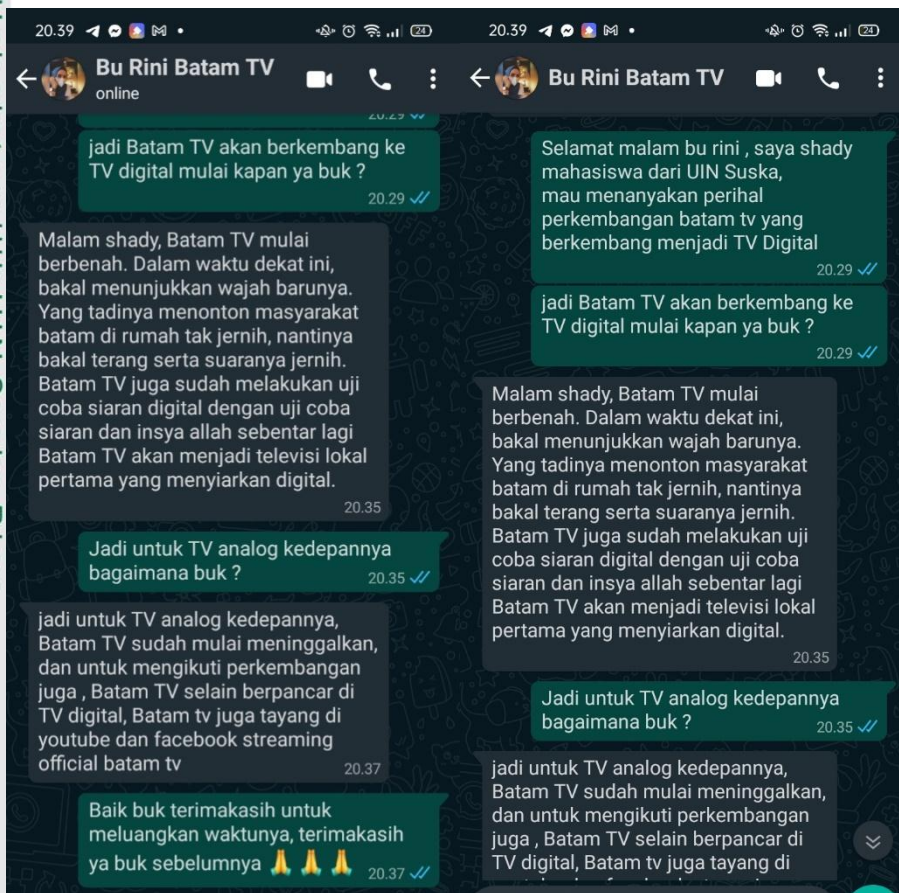 20.39
24
Bu Rini Batam TV
online
20.29
jadi Batam TV akan berkembang ke
TV digital mulai kapan ya buk ?
20.29
Malam shady, Batam TV mulai
berbenah. Dalam waktu dekat ini,
bakal menunjukkan wajah barunya.
Yang tadinya menonton masyarakat
batam di rumah tak jernih, nantinya
bakal terang serta suaranya jernih.
Batam TV juga sudah melakukan uji
coba siaran digital dengan uji coba
siaran dan insya allah sebentar lagi
Batam TV akan menjadi televisi lokal
pertama yang menyiarkan digital.
20.35
Jadi untuk TV analog kedepannya
bagaimana buk ?
20.35
jadi untuk TV analog kedepannya,
Batam TV sudah mulai meninggalkan,
dan untuk mengikuti perkembangan
juga , Batam TV selain berpancar di
TV digital, Batam tv juga tayang di
youtube dan facebook streaming
official batam tv
20.37
Baik buk terimakasih untuk
meluangkan waktunya, terimakasih
ya buk sebelumnya 🙏🙏🙏
20.37
20.39
24
Bu Rini Batam TV
Selamat malam bu rini , saya shady
mahasiswa dari UIN Suska,
mau menanyakan perihal
perkembangan batam tv yang
berkembang menjadi TV Digital
20.29
jadi Batam TV akan berkembang ke
TV digital mulai kapan ya buk ?
20.29
Malam shady, Batam TV mulai
berbenah. Dalam waktu dekat ini,
bakal menunjukkan wajah barunya.
Yang tadinya menonton masyarakat
batam di rumah tak jernih, nantinya
bakal terang serta suaranya jernih.
Batam TV juga sudah melakukan uji
coba siaran digital dengan uji coba
siaran dan insya allah sebentar lagi
Batam TV akan menjadi televisi lokal
pertama yang menyiarkan digital.
20.35
Jadi untuk TV analog kedepannya
bagaimana buk ?
20.35
jadi untuk TV analog kedepannya,
Batam TV sudah mulai meninggalkan,
dan untuk mengikuti perkembangan
juga , Batam TV selain berpancar di
TV digital, Batam tv juga tayang di